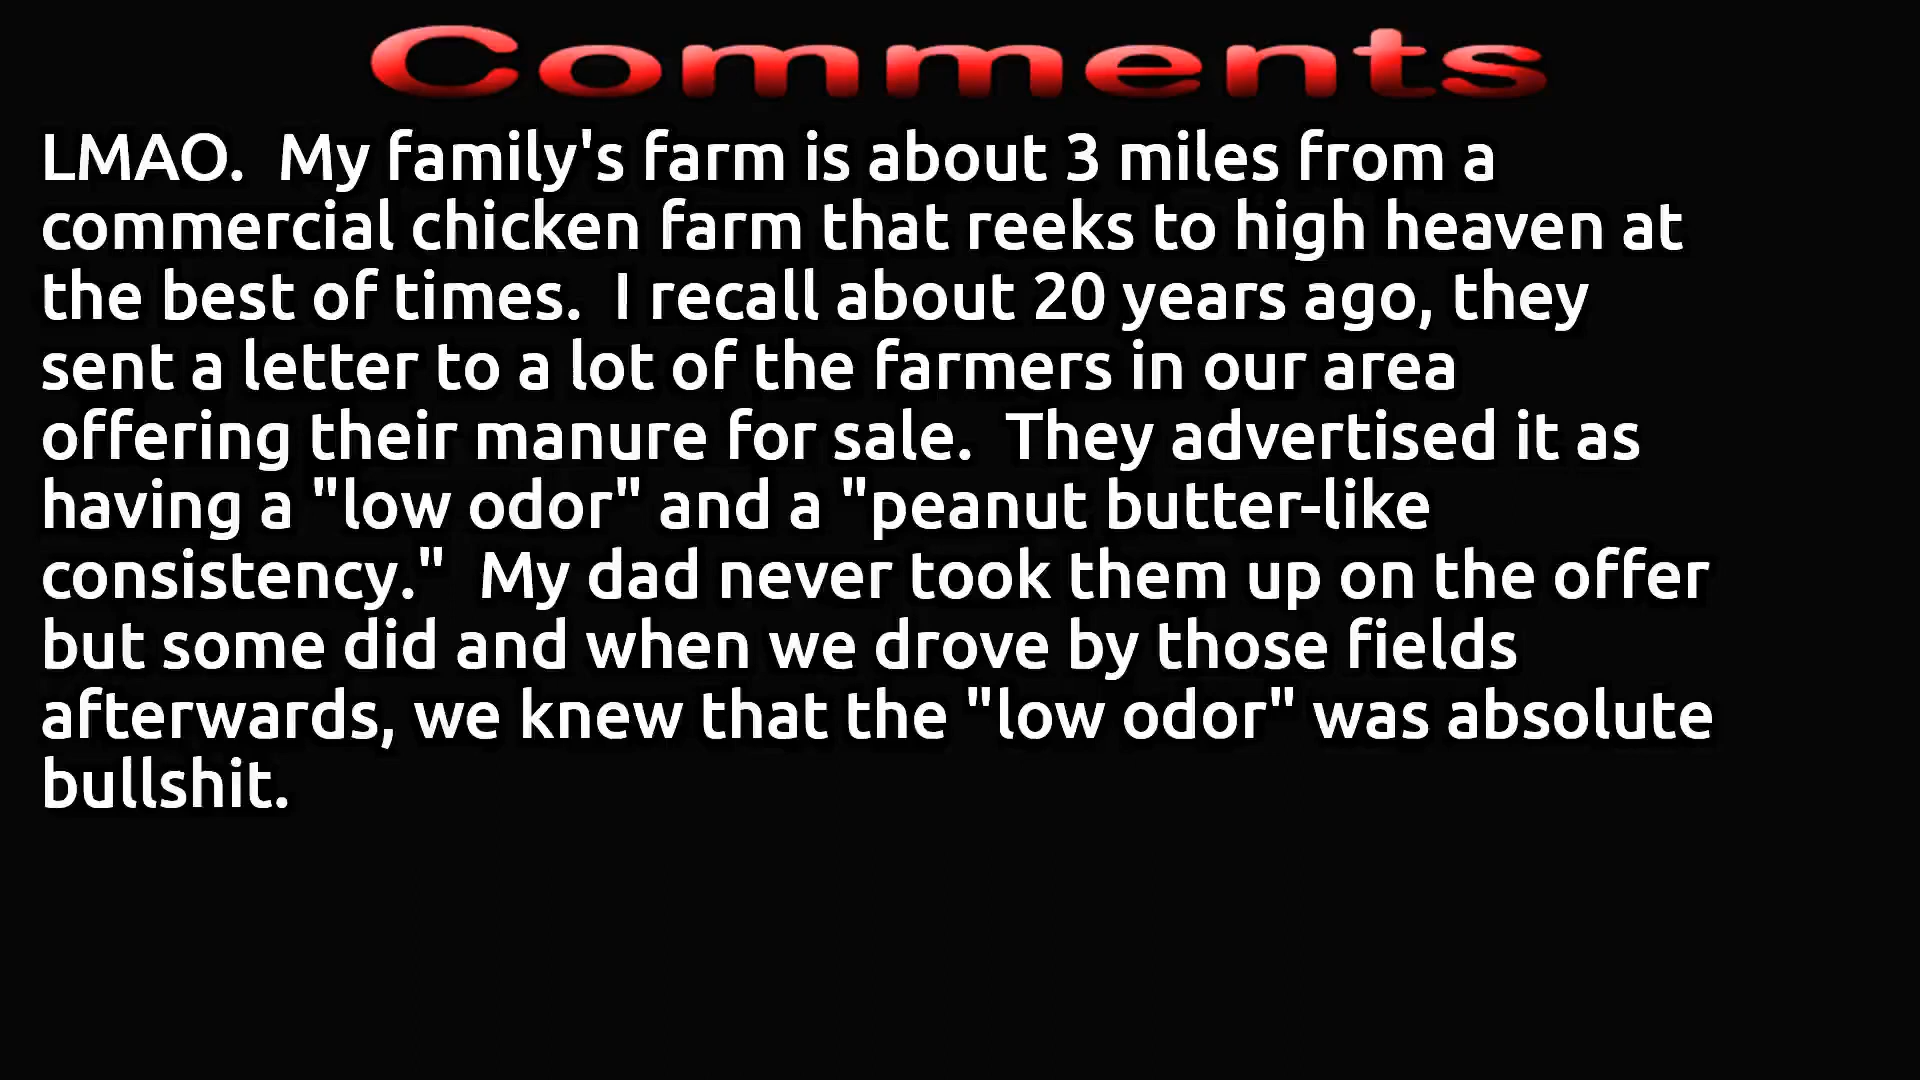 Comments
LMAO.  My family's farm is about 3 miles from a
commercial chicken farm that reeks to high heaven at
the best of times.  I recall about 20 years ago, they
sent a letter to a lot of the farmers in our area
offering their manure for sale.  They advertised it as
having a "low odor" and a "peanut butter-like
consistency."  My dad never took them up on the offer
but some did and when we drove by those fields
afterwards, we knew that the "low odor" was absolute
bullshit.